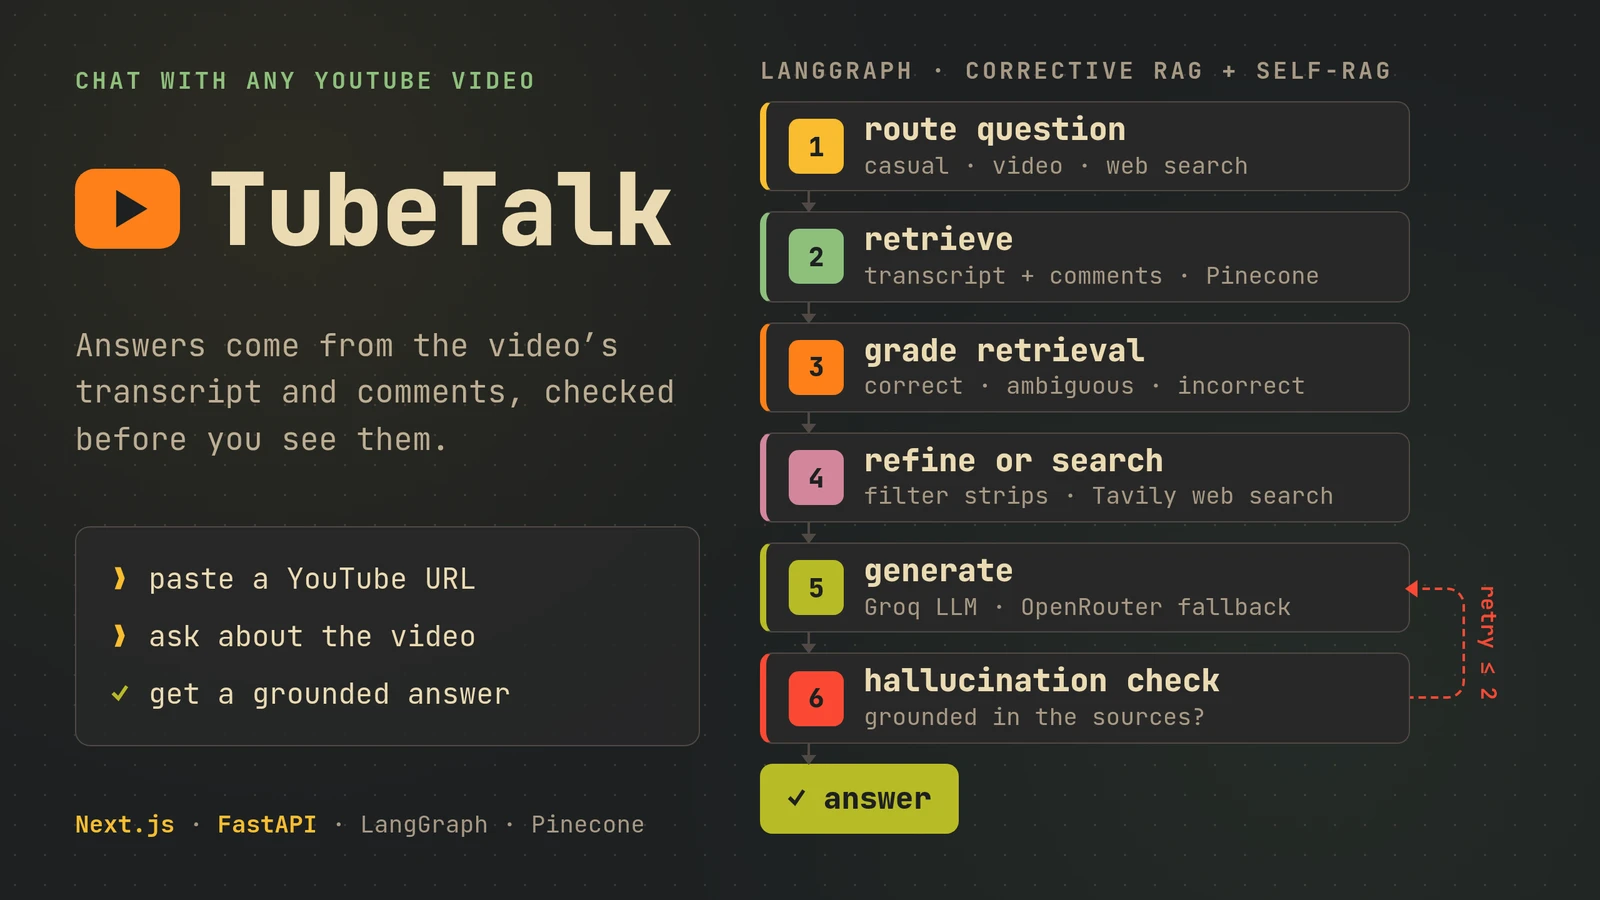 CHAT WITH ANY YOUTUBE VIDEO
TubeTalk
Answers come from the video’s
transcript and comments, checked
before you see them.
❱ paste a YouTube URL
❱ ask about the video
✓ get a grounded answer
Next.js · FastAPI · LangGraph · Pinecone
LANGGRAPH · CORRECTIVE RAG + SELF-RAG
1
route question
casual · video · web search
2
retrieve
transcript + comments · Pinecone
3
grade retrieval
correct · ambiguous · incorrect
4
refine or search
filter strips · Tavily web search
5
generate
Groq LLM · OpenRouter fallback
6
hallucination check
grounded in the sources?
retry ≤ 2
✓ answer